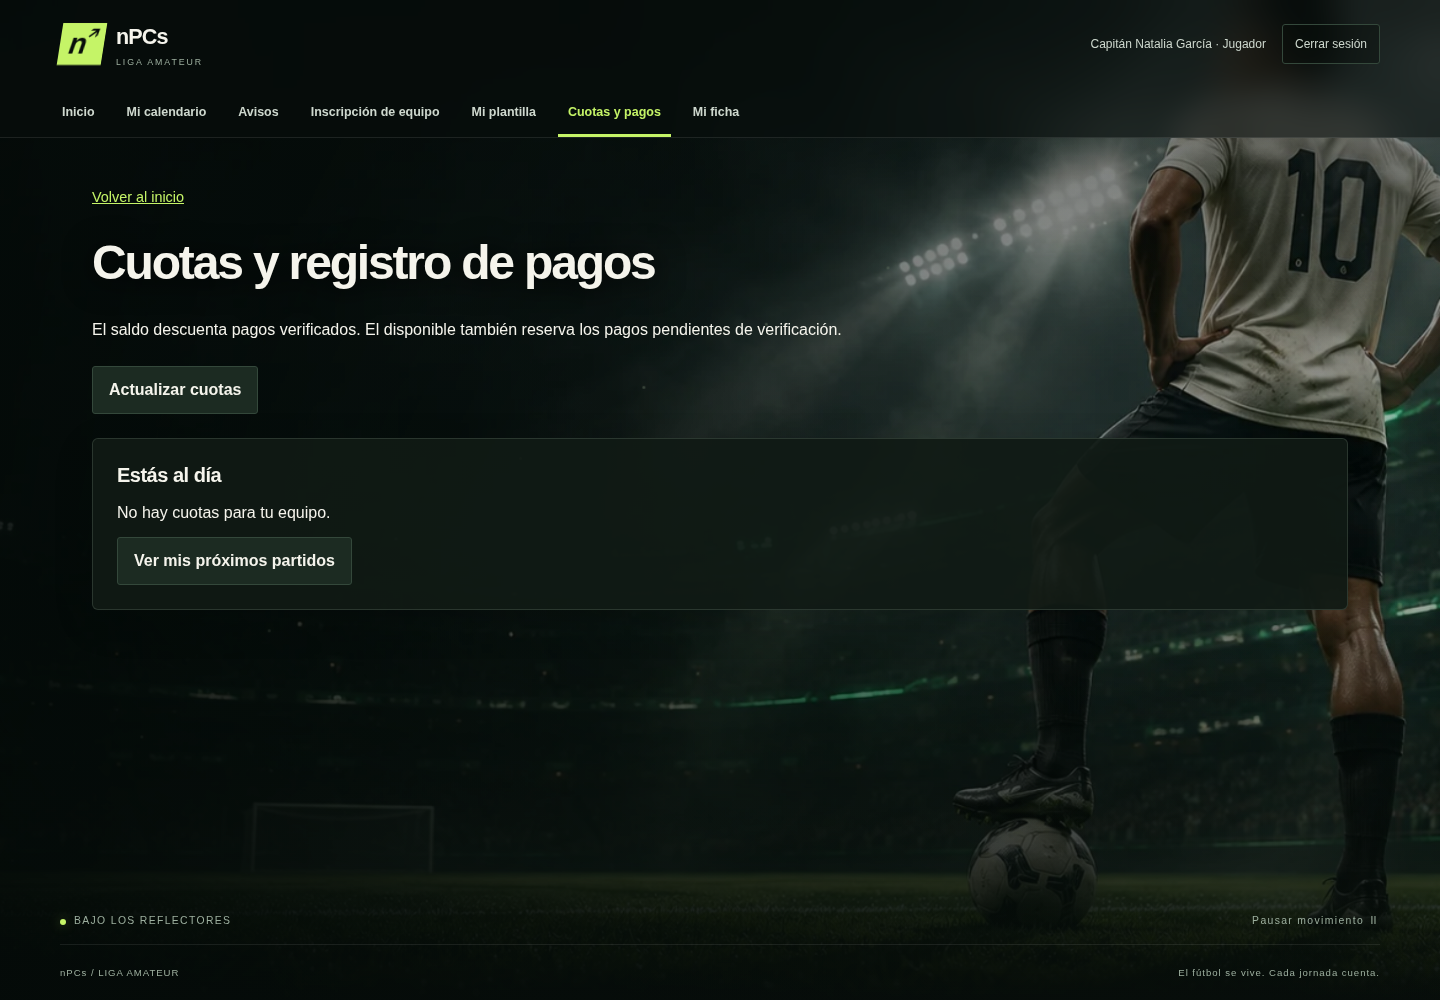 n
nPCs
LIGA AMATEUR
Capitán Natalia García · Jugador
Cerrar sesión
Inicio
Mi calendario
Avisos
Inscripción de equipo
Mi plantilla
Cuotas y pagos
Mi ficha
Volver al inicio
10
Cuotas y registro de pagos
El saldo descuenta pagos verificados. El disponible también reserva los pagos pendientes de verificación.
Actualizar cuotas
Estás al día
No hay cuotas para tu equipo.
Ver mis próximos partidos
BAJO LOS REFLECTORES
Pausar movimiento
nPCs / LIGA AMATEUR
El fútbol se vive. Cada jornada cuenta.